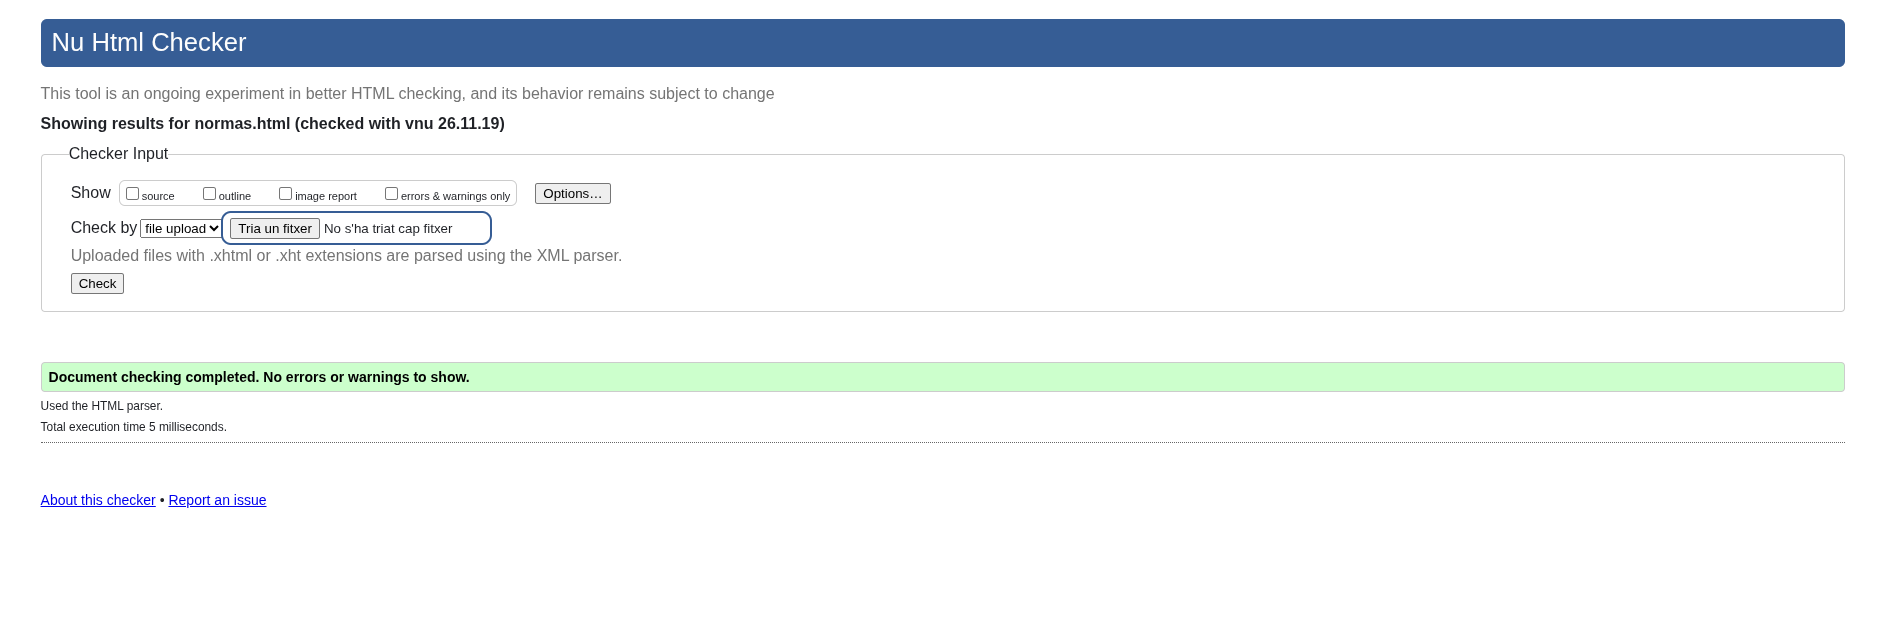 Nu Html Checker
This tool is an ongoing experiment in better HTML checking, and its behavior remains subject to change
Showing results for normas.html (checked with vnu 26.11.19)
Checker Input
Show source outline image report errors & warnings only Options…
Check by file upload Tria un fitxer No s'ha triat cap fitxer
Uploaded files with .xhtml or .xht extensions are parsed using the XML parser.
Check
Document checking completed. No errors or warnings to show.
Used the HTML parser.
Total execution time 5 milliseconds.
About this checker • Report an issue